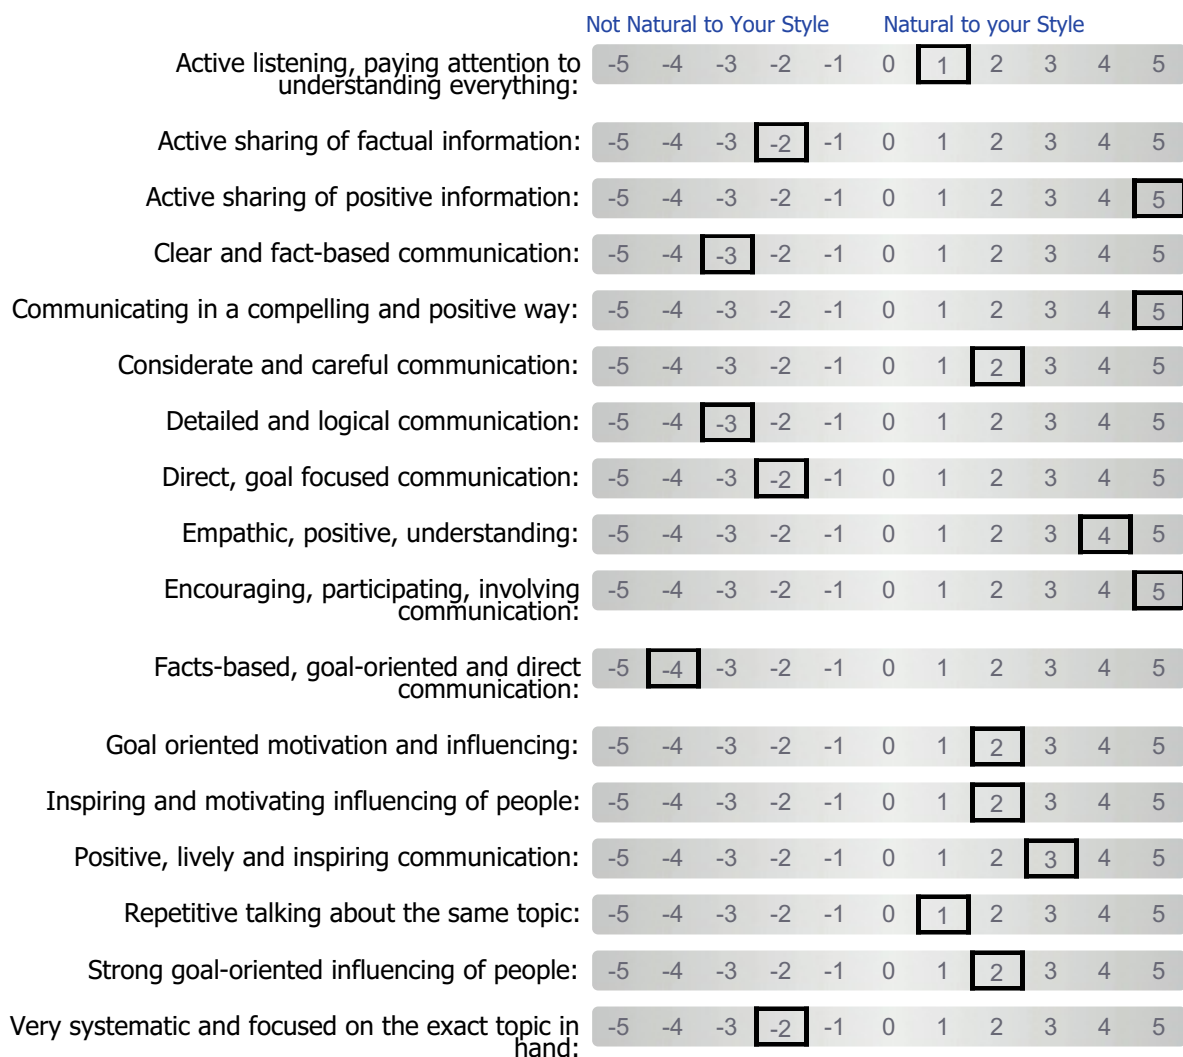 Not Natural to Your Style Natural to your Style
Active listening, paying attention to
understanding everything:
-5 -4 -3 -2 -1 0 1 2 3 4 5
Active sharing of factual information: -5 -4 -3 -2 -1 0 1 2 3 4 5
Active sharing of positive information: -5 -4 -3 -2 -1 0 1 2 3 4 5
Clear and fact-based communication: -5 -4 -3 -2 -1 0 1 2 3 4 5
Communicating in a compelling and positive way: -5 -4 -3 -2 -1 0 1 2 3 4 5
Considerate and careful communication: -5 -4 -3 -2 -1 0 1 2 3 4 5
Detailed and logical communication: -5 -4 -3 -2 -1 0 1 2 3 4 5
Direct, goal focused communication: -5 -4 -3 -2 -1 0 1 2 3 4 5
Empathic, positive, understanding: -5 -4 -3 -2 -1 0 1 2 3 4 5
Encouraging, participating, involving
communication:
-5 -4 -3 -2 -1 0 1 2 3 4 5
Facts-based, goal-oriented and direct
communication:
-5 -4 -3 -2 -1 0 1 2 3 4 5
Goal oriented motivation and influencing: -5 -4 -3 -2 -1 0 1 2 3 4 5
Inspiring and motivating influencing of people: -5 -4 -3 -2 -1 0 1 2 3 4 5
Positive, lively and inspiring communication: -5 -4 -3 -2 -1 0 1 2 3 4 5
Repetitive talking about the same topic: -5 -4 -3 -2 -1 0 1 2 3 4 5
Strong goal-oriented influencing of people: -5 -4 -3 -2 -1 0 1 2 3 4 5
Very systematic and focused on the exact topic in
hand:
-5 -4 -3 -2 -1 0 1 2 3 4 5